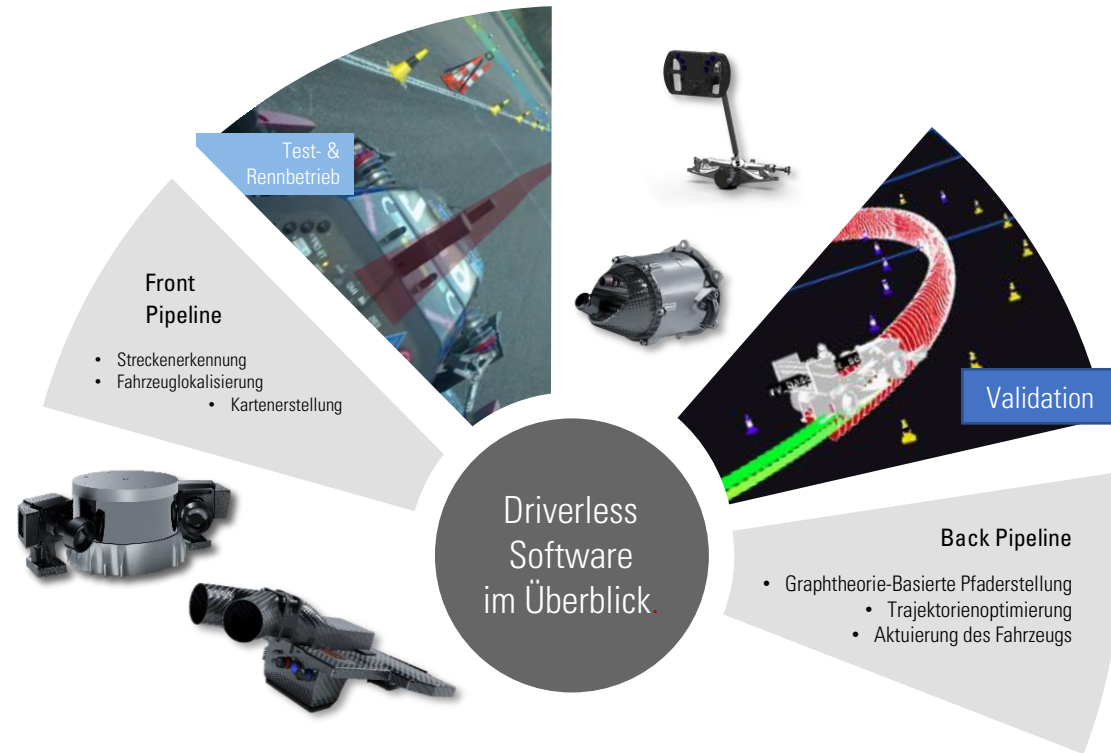 Test- &
Rennbetrieb
Front
Pipeline
• Streckenerkennung
• Fahrzeuglokalisierung
• Kartenerstellung
Validation
Driverless
Software
im Überblick.
Back Pipeline
• Graphtheorie-Basierte Pfaderstellung
• Trajektorienoptimierung
• Aktuierung des Fahrzeugs